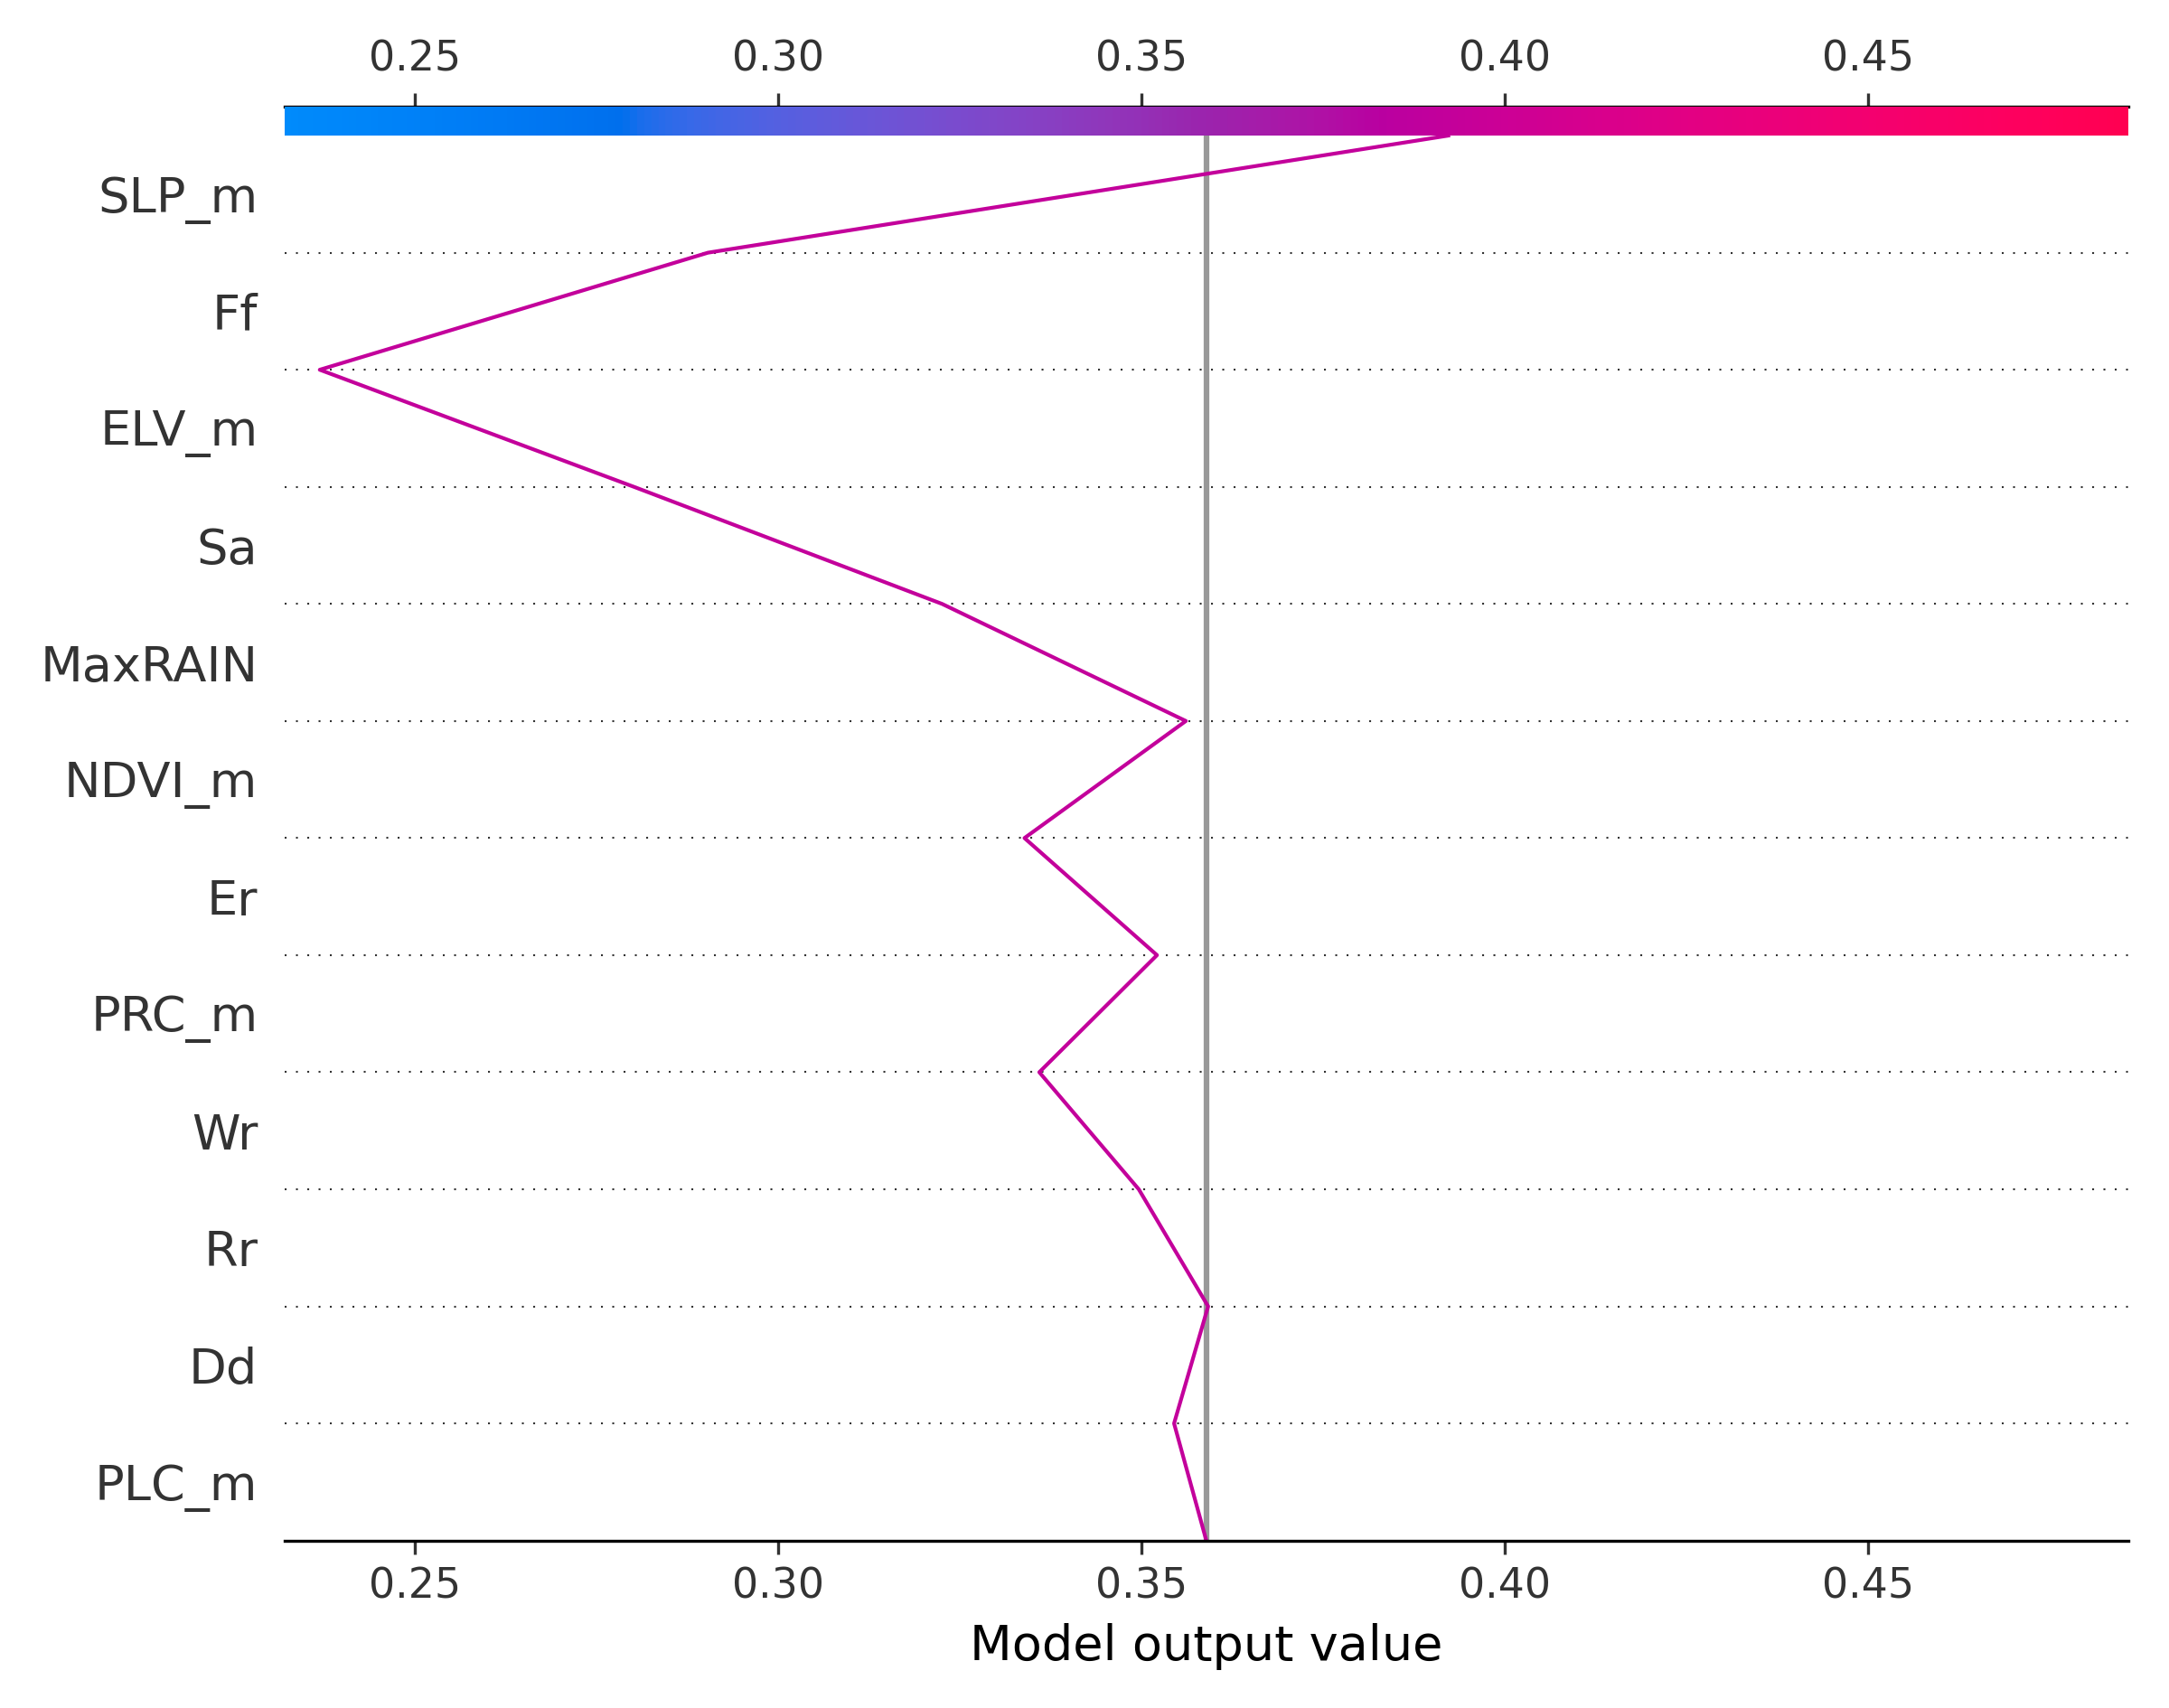 0.25 0.30 0.35 0.40 0.45
SLP_m
Ff
ELV_m
Sa
MaxRAIN
NDVI_m
Er
PRC_m
Wr
Rr
Dd
PLC_m
0.25 0.30 0.35 0.40 0.45
Model output value